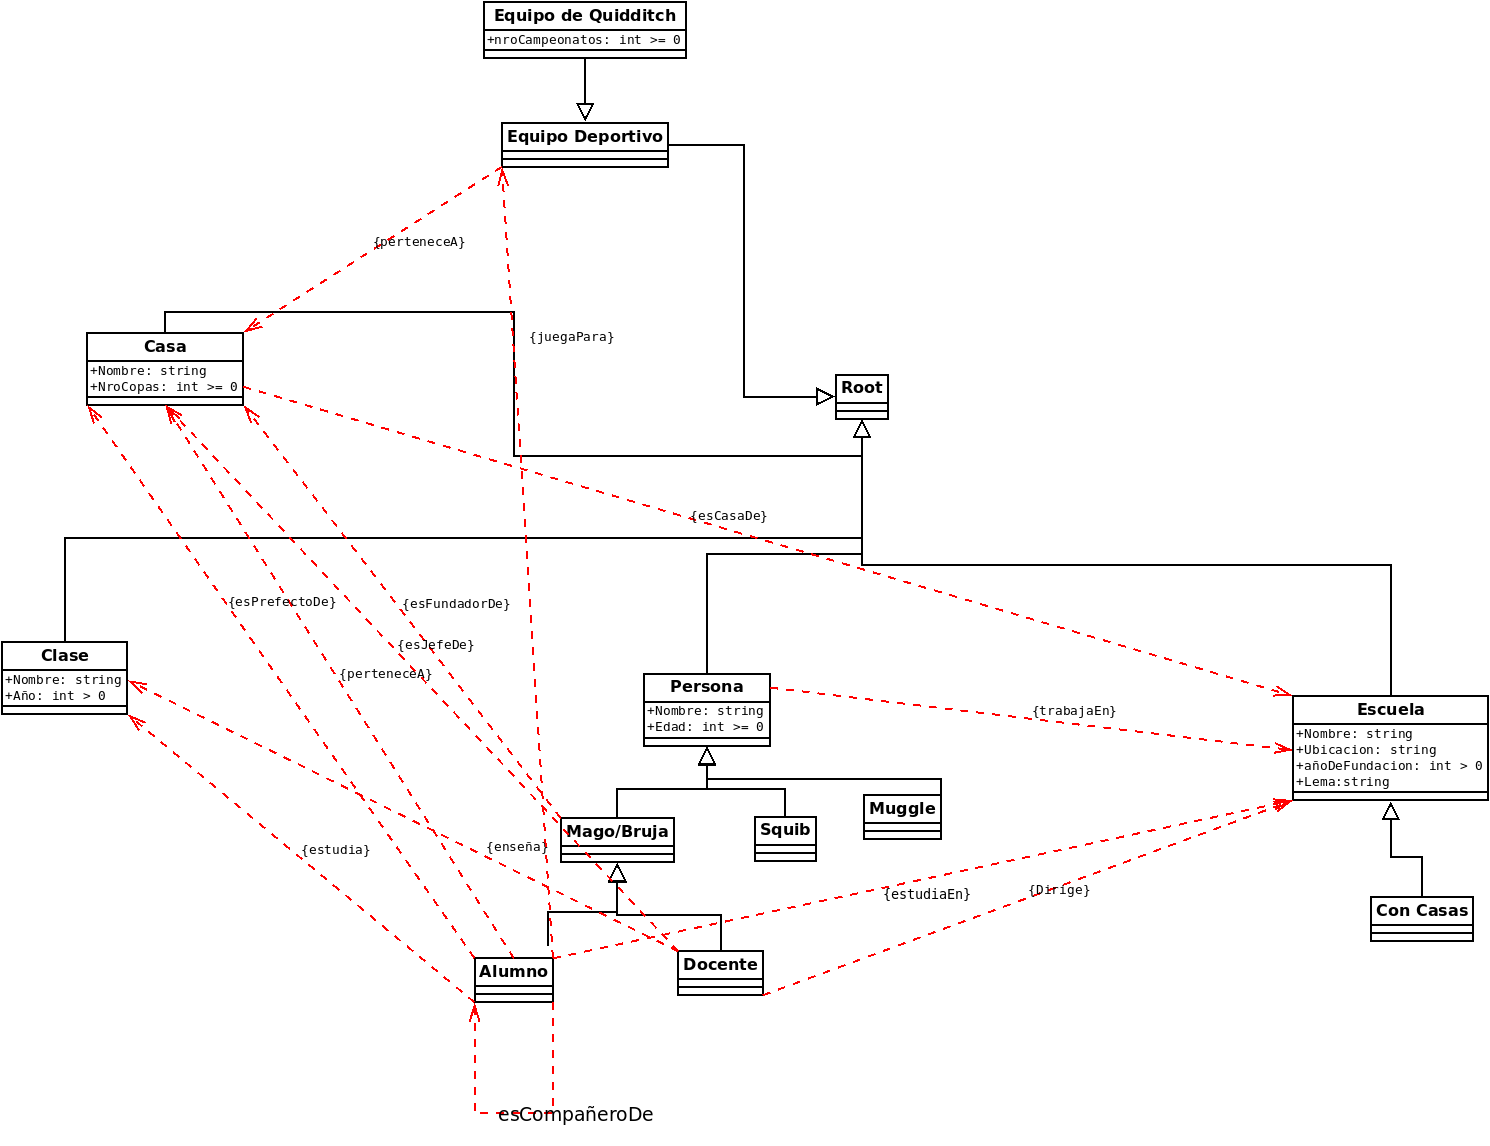 Equipo de Quidditch
+nroCampeonatos: int >= 0
Equipo Deportivo
{perteneceA}
{juegaPara}
Casa
+Nombre: string
+NroCopas: int >= 0
Root
{esCasaDe}
{esPrefectoDe}
{esFundadorDe}
{esJefeDe}
{perteneceA}
Clase
+Nombre: string
+Año: int > 0
Persona
+Nombre: string
+Edad: int >= 0
{trabajaEn}
Escuela
+Nombre: string
+Ubicacion: string
+añoDeFundacion: int > 0
+Lema:string
Mago/Bruja
Squib
Muggle
{estudia}
{enseña}
{estudiaEn}
{Dirige}
Con Casas
Alumno
Docente
esCompañeroDe